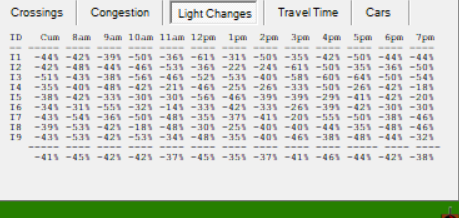 Crossings Congestion Light Changes Travel Time Cars
ID Cum 8am 9am 10am 11am 12pm 1pm 2pm 3pm 4pm 5pm 6pm 7pm
-- ----- ----- ----- ----- ----- ----- ----- ----- ----- ----- ----- ----- -----
I1 -44% -42% -39% -50% -36% -61% -31% -50% -35% -42% -50% -44% -44%
I2 -42% -48% -44% -46% -53% -36% -22% -24% -61% -50% -35% -36% -50%
I3 -51% -43% -38% -56% -46% -52% -53% -40% -58% -60% -64% -50% -54%
I4 -35% -40% -48% -42% -21% -46% -25% -26% -33% -50% -26% -42% -18%
I5 -38% -42% -33% -30% -30% -56% -46% -39% -39% -29% -41% -42% -20%
I6 -34% -31% -55% -32% -14% -33% -42% -33% -26% -39% -42% -30% -30%
I7 -43% -54% -36% -50% -48% -35% -37% -41% -20% -55% -50% -38% -46%
I8 -39% -53% -42% -18% -48% -30% -25% -40% -40% -44% -35% -48% -46%
I9 -43% -53% -42% -53% -34% -48% -35% -40% -46% -38% -48% -44% -32%
----- ----- ----- ----- ----- ----- ----- ----- ----- ----- ----- ----- -----
-41% -45% -42% -42% -37% -45% -35% -37% -41% -46% -44% -42% -38%